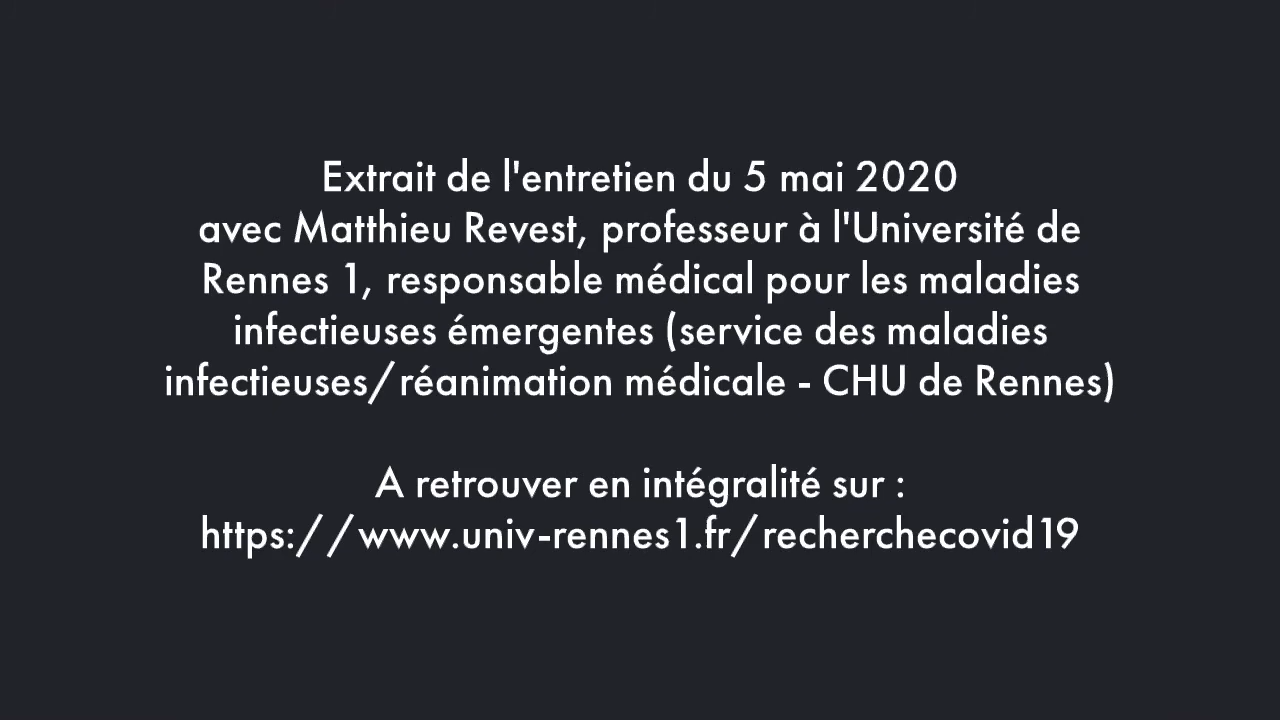 Extrait de l'entretien du 5 mai 2020
avec Matthieu Revest, professeur à l'Université de
Rennes 1, responsable médical pour les maladies
infectieuses émergentes (service des maladies
infectieuses/réanimation médicale - CHU de Rennes)
A retrouver en intégralité sur :
https://www.univ-rennes1.fr/recherchecovid19